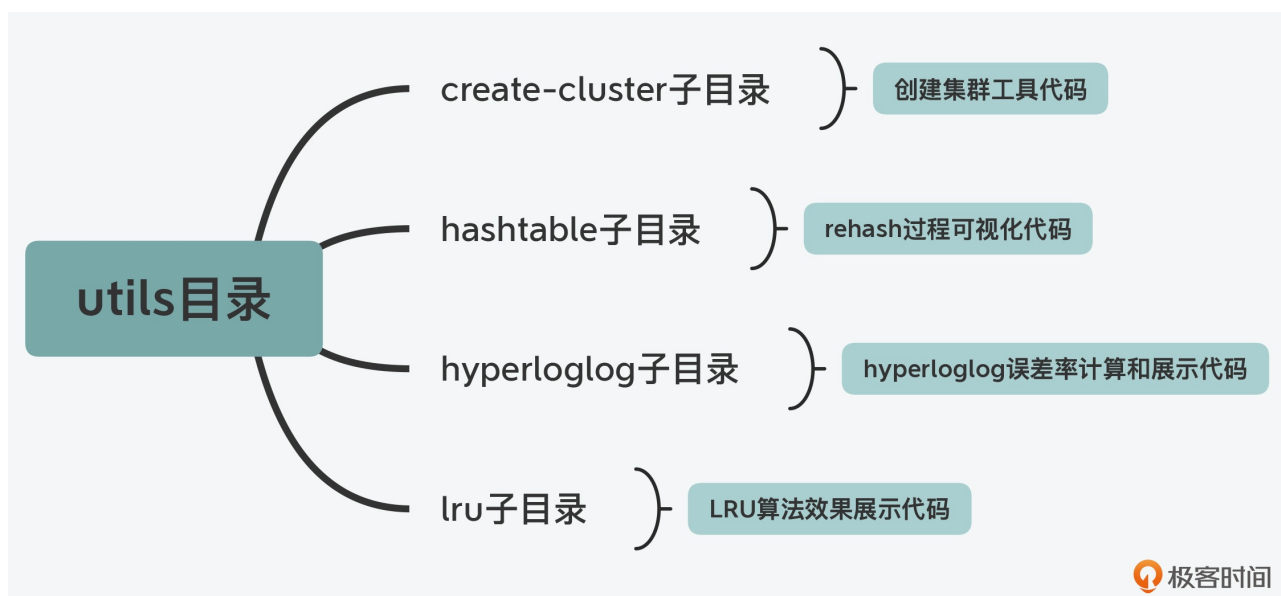 create-cluster子目录
创建集群工具代码
hashtable子目录
rehash过程可视化代码
utils目录
hyperloglog子目录
hyperloglog误差率计算和展示代码
lru子目录
LRU算法效果展示代码
极客时间